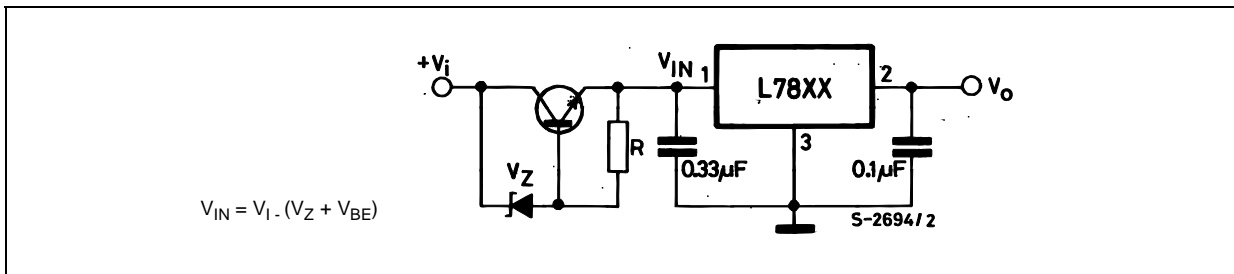 +Vi
VIN
1
L78XX
2
Vo
3
R
0.33µF
0.1µF
VZ
VIN = VI - (VZ + VBE)
S-2694/2